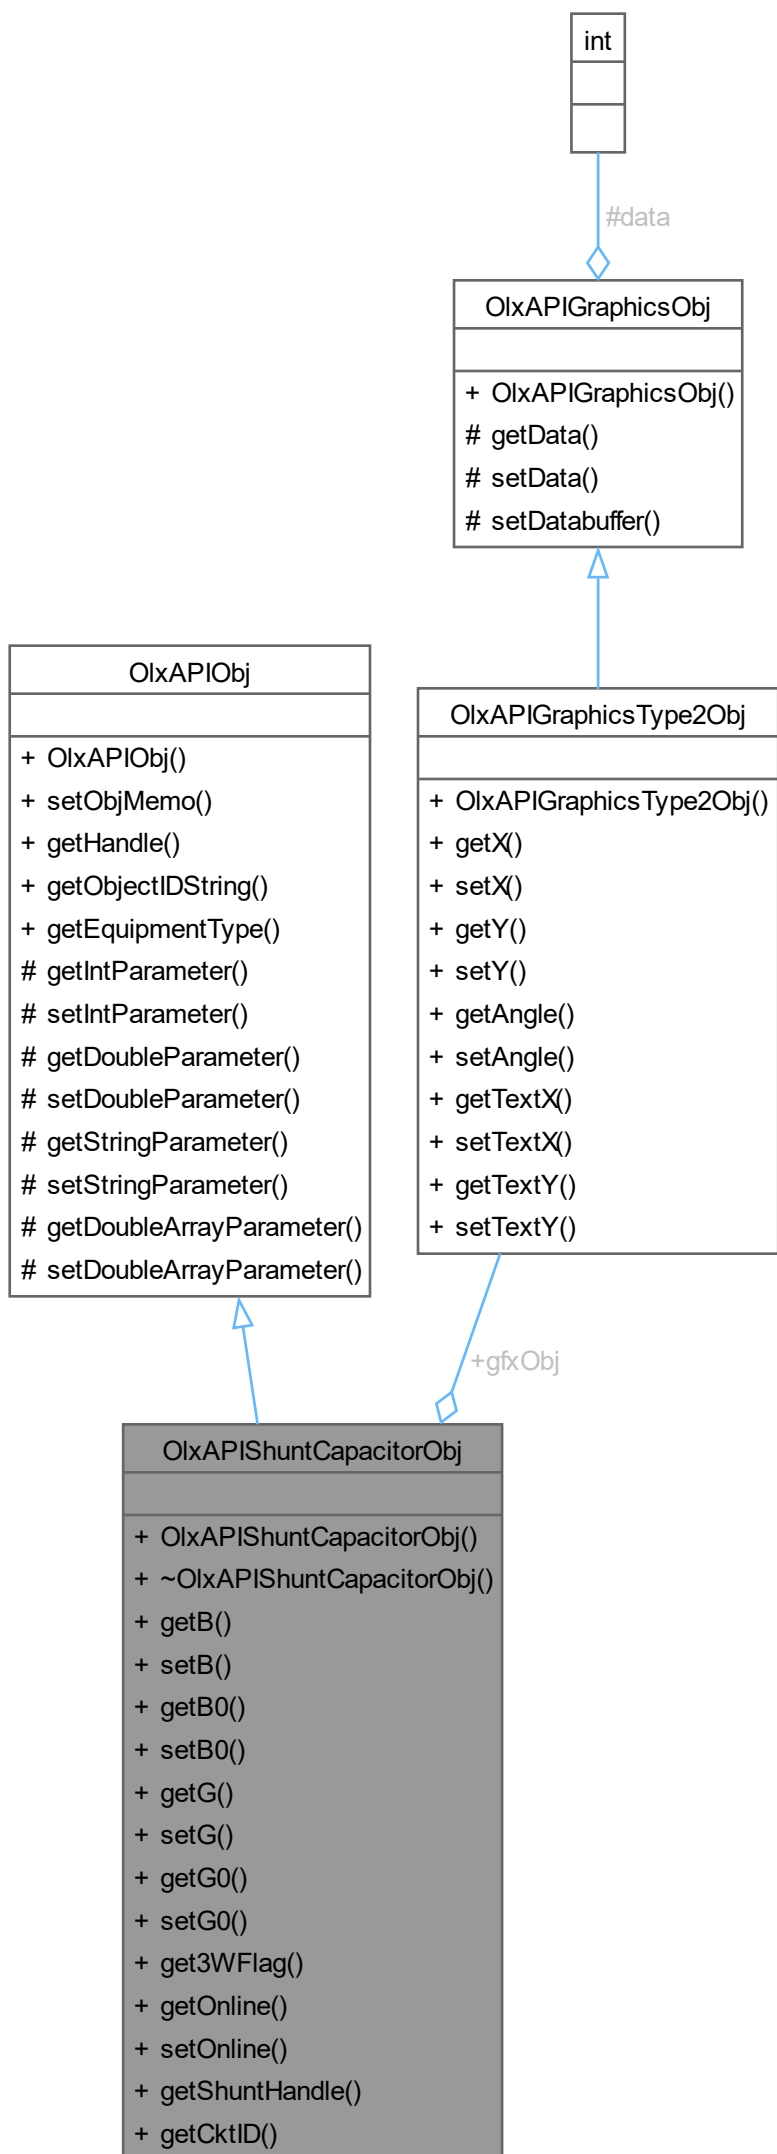 int
#data
OlxAPIGraphicsObj
+ OlxAPIGraphicsObj()
# getData()
# setData()
# setDatabuffer()
OlxAPIObj
+ OlxAPIObj()
+ setObjMemo()
+ getHandle()
+ getObjectIDString()
+ getEquipmentType()
# getIntParameter()
# setIntParameter()
# getDoubleParameter()
# setDoubleParameter()
# getStringParameter()
# setStringParameter()
# getDoubleArrayParameter()
# setDoubleArrayParameter()
OlxAPIGraphicsType2Obj
+ OlxAPIGraphicsType2Obj()
+ getX()
+ setX()
+ getY()
+ setY()
+ getAngle()
+ setAngle()
+ getTextX()
+ setTextX()
+ getTextY()
+ setTextY()
+gfxObj
OlxAPIShuntCapacitorObj
+ OlxAPIShuntCapacitorObj()
+ ~OlxAPIShuntCapacitorObj()
+ getB()
+ setB()
+ getB0()
+ setB0()
+ getG()
+ setG()
+ getG0()
+ setG0()
+ get3WFlag()
+ getOnline()
+ setOnline()
+ getShuntHandle()
+ getCktID()